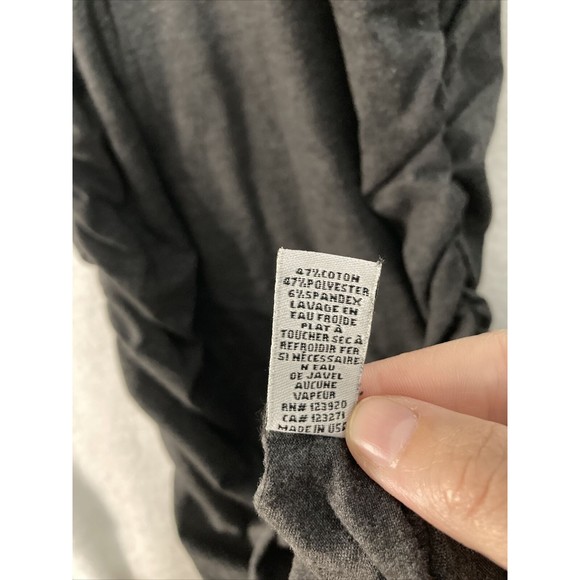 47%COTON
47%POLYESTER
6%SPANDEX
LAVAGE EN
EAU FROIDE
PLAT À
TOUCHER SEC À
REFROIDIR FER
SI NÉCESSAIRE
N EAU
DE JAVEL
AUCUNE
VAPEUR
RN# 123920
CA# 123271
MADE IN USA